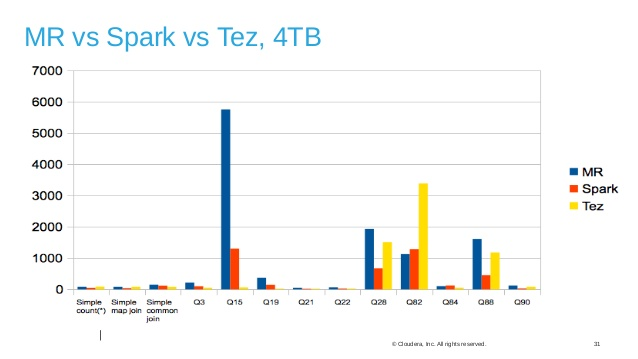 MR vs Spark vs Tez, 4TB
7000
6000
5000
4000
3000
2000
1000
0
MR
Spark
Tez
Simple
count(*)
Simple
map join
Simple
common
join
Q3
Q15
Q19
Q21
Q22
Q28
Q82
Q84
Q88
Q90
© Cloudera, Inc. All rights reserved.
31